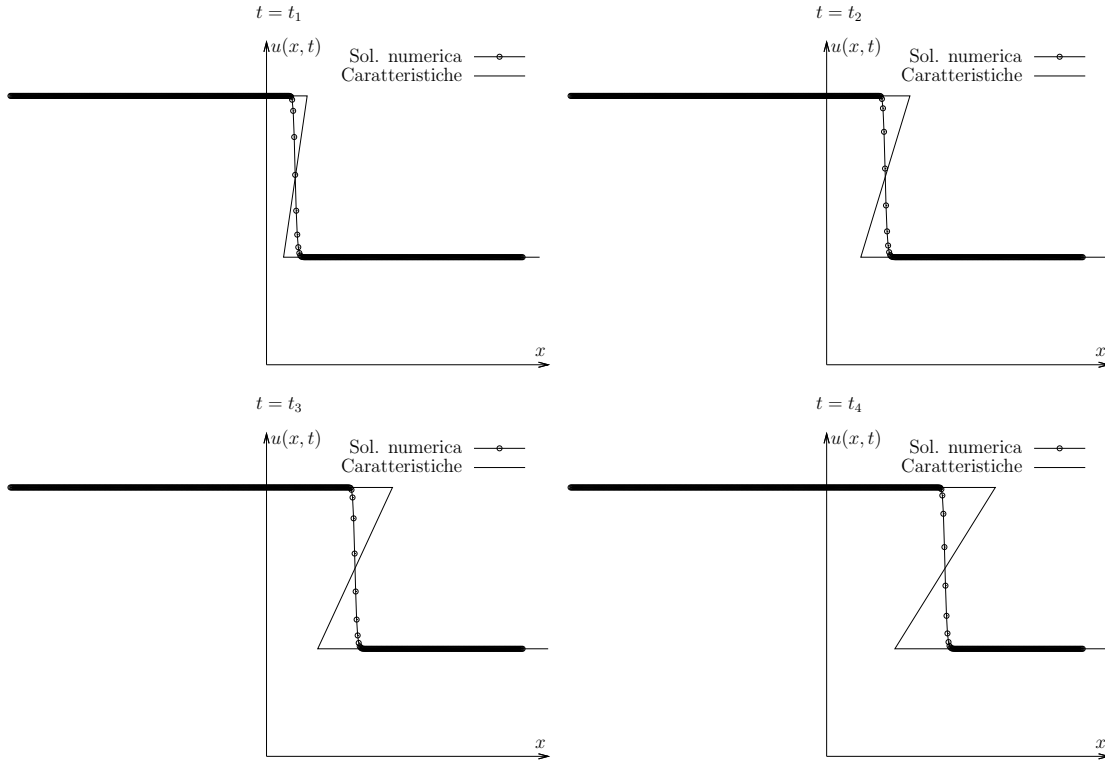 t = t₁
u(x, t)
Sol. numerica
Caratteristiche
x
t = t₂
u(x, t)
Sol. numerica
Caratteristiche
x
t = t₃
u(x, t)
Sol. numerica
Caratteristiche
x
t = t₄
u(x, t)
Sol. numerica
Caratteristiche
x